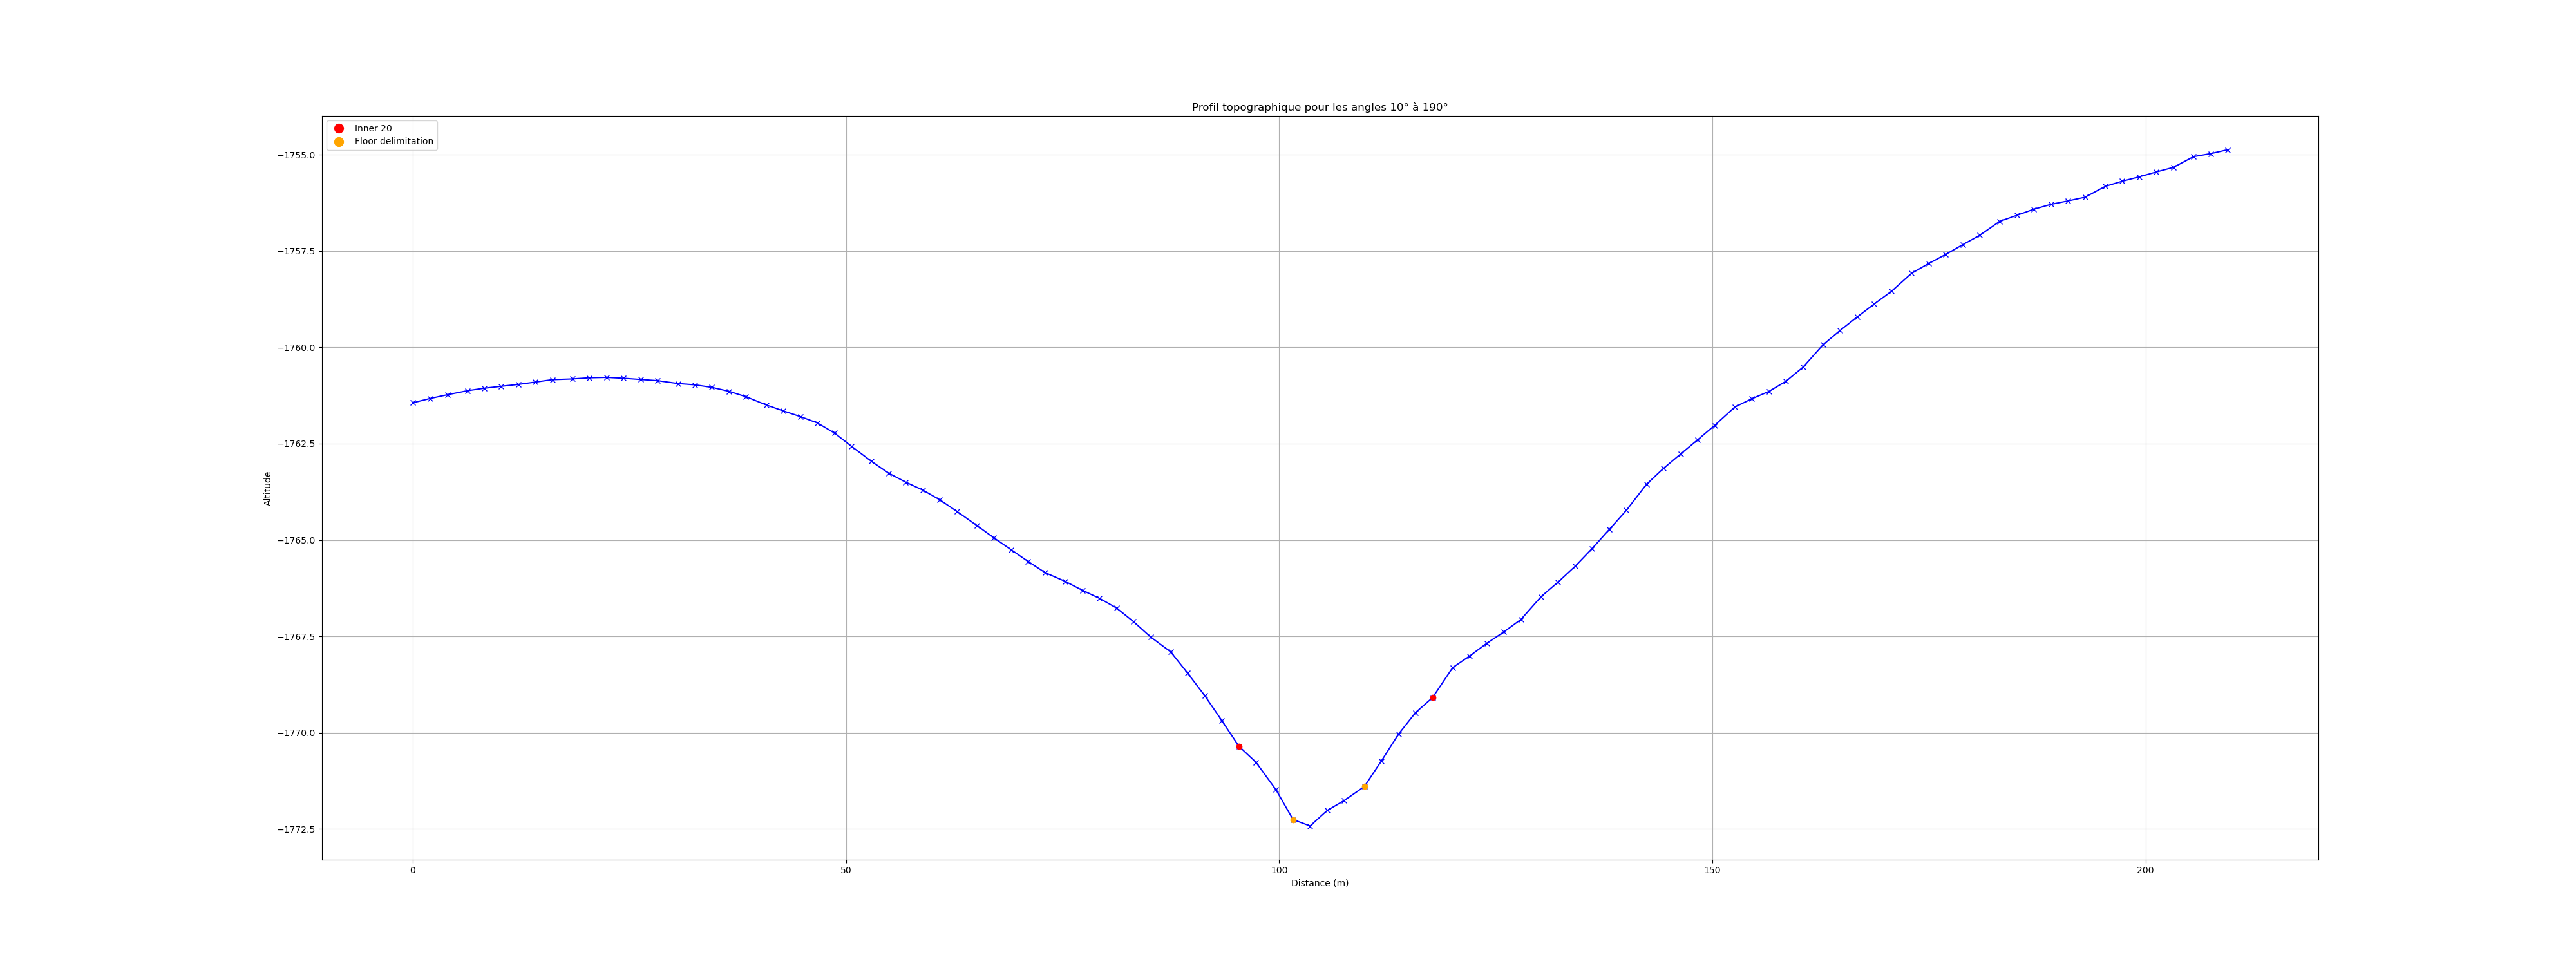 Profil topographique pour les angles 10° à 190°
Inner 20
Floor delimitation
−1755.0
−1757.5
−1760.0
−1762.5
−1765.0
−1767.5
−1770.0
−1772.5
Altitude
0 50 100 150 200
Distance (m)